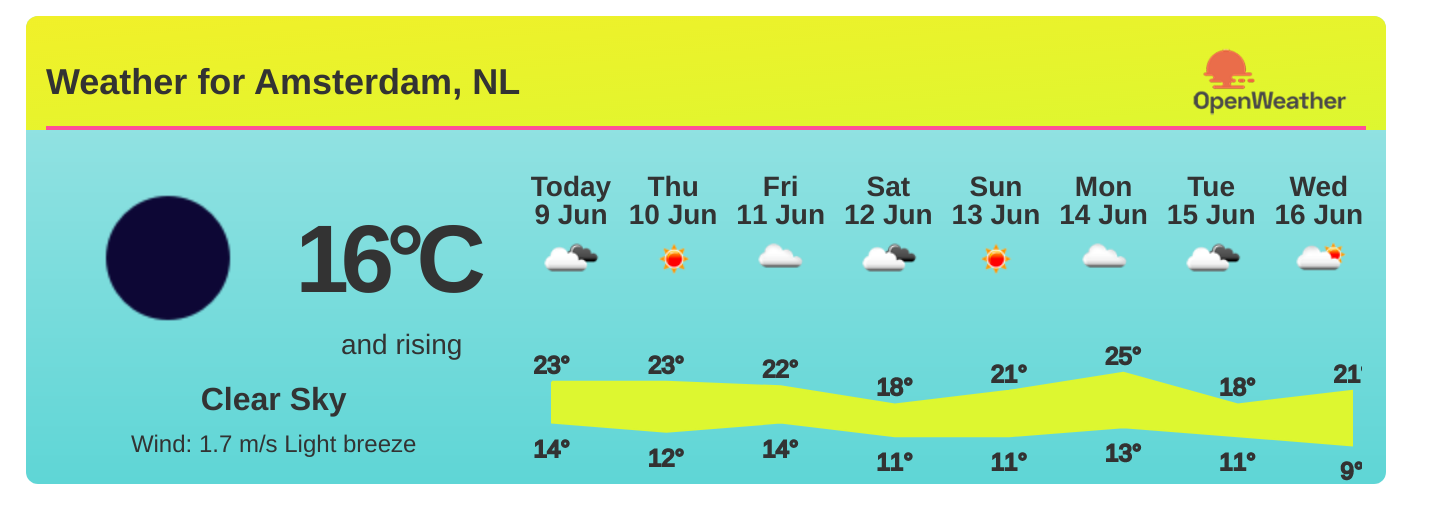 Weather for Amsterdam, NL
OpenWeather
16°C
and rising
Clear Sky
Wind: 1.7 m/s Light breeze
Today Thu Fri Sat Sun Mon Tue Wed
9 Jun 10 Jun 11 Jun 12 Jun 13 Jun 14 Jun 15 Jun 16 Jun
23° 23° 22° 18° 21° 25° 18° 21°
14° 12° 14° 11° 11° 13° 11° 9°